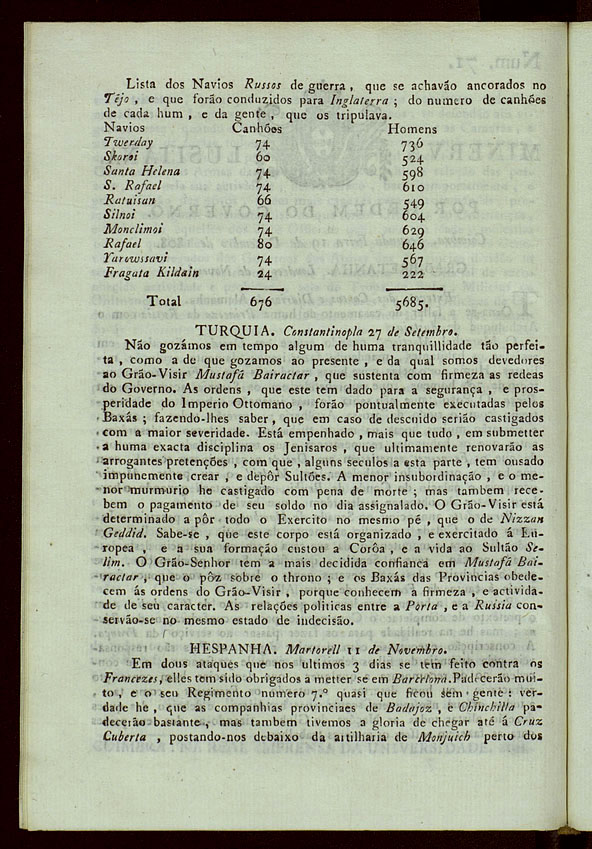 Lista dos Navios Russos de guerra, que se achavão ancorados no
Téjo, e que forão conduzidos para Inglaterra; do numero de canhões
de cada hum, e da gente, que os tripulava.
Navios Canhões Homens
Twerday 74 736
Skoroi 60 524
Santa Helena 74 598
S. Rafael 74 610
Ratuisan 66 549
Silnoi 74 604
Monclimoi 74 629
Rafael 80 646
Yarowssavi 74 567
Fragata Kildain 24 222
Total 676 5685.
TURQUIA. Constantinopla 27 de Setembro.
Não gozámos em tempo algum de huma tranquillidade tão perfei-
ta, como a de que gozamos ao presente, e da qual somos devedores
ao Grão-Visir Mustafá Bairactar, que sustenta com firmeza as redeas
do Governo. As ordens, que este tem dado para a segurança, e pros-
peridade do Imperio Ottomano, forão pontualmente executadas pelos
Baxás; fazendo-lhes saber, que em caso de descuido serião castigados
com a maior severidade. Está empenhado, mais que tudo, em submetter
a huma exacta disciplina os Jenisaros, que ultimamente renovarão as
arrogantes pretenções, com que, alguns seculos a esta parte, tem ousado
impunemente crear, e depôr Sultões. A menor insubordinação, e o me-
nor murmurio he castigado com pena de morte; mas tambem rece-
bem o pagamento de seu soldo no dia assignalado. O Grão-Visir está
determinado a pôr todo o Exercito no mesmo pé, que o de Nizzan
Geddid. Sabe-se, que este corpo está organizado, e exercitado á Eu-
ropea, e a sua formação custou a Corôa, e a vida ao Sultão Se-
lim. O Grão-Senhor tem a mais decidida confiança em Mustafá Bai-
ractar, que o pôz sobre o throno; e os Baxás das Provincias obede-
cem ás ordens do Grão-Visir, porque conhecem a firmeza, e activida-
de de seu caracter. As relações politicas entre a Porta, e a Russia con-
servão-se no mesmo estado de indecisão.
HESPANHA. Martorell 11 de Novembro.
Em dous ataques que nos ultimos 3 dias se tem feito contra os
Francezes, elles tem sido obrigados a metter se em Barcelona. Padecerão mui-
to, e o seu Regimento numero 7.º quasi que ficou sem gente: ver-
dade he, que as companhias provinciaes de Badajoz, e Chinchilla pa-
decerão bastante, mas tambem tivemos a gloria de chegar até á Cruz
Cuberta, postando-nos debaixo da artilharia de Monjuich perto dos